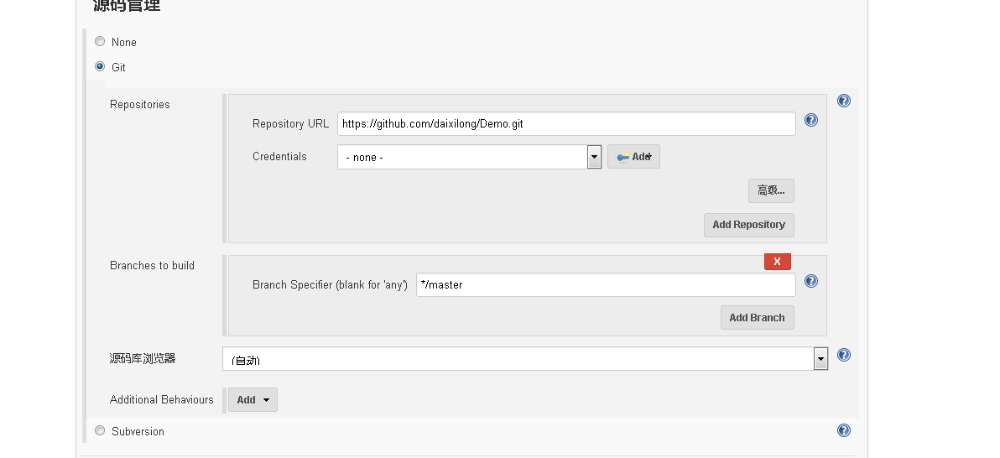 源码管理
None
Git
Repositories
Repository URL https://github.com/daixilong/Demo.git
Credentials - none - Add
高级...
Add Repository
Branches to build
X
Branch Specifier (blank for 'any') */master
Add Branch
源码库浏览器 (自动)
Additional Behaviours Add
Subversion